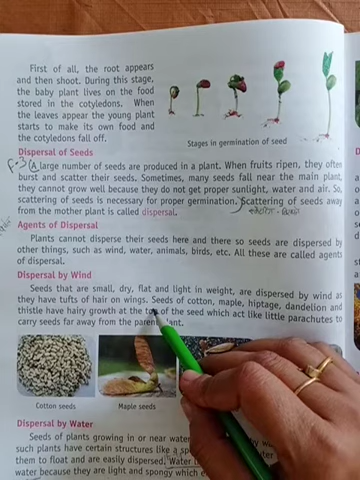 First of all, the root appears
and then shoot. During this stage,
the baby plant lives on the food
stored in the cotyledons. When
the leaves appear the young plant
starts to make its own food and
the cotyledons fall off.
Stages in germination of seed
Dispersal of Seeds
A large number of seeds are produced in a plant. When fruits ripen, they often
burst and scatter their seeds. Sometimes, many seeds fall near the main plant,
they cannot grow well because they do not get proper sunlight, water and air. So,
scattering of seeds is necessary for proper germination. Scattering of seeds away
from the mother plant is called dispersal.
Agents of Dispersal
Plants cannot disperse their seeds here and there so seeds are dispersed by
other things, such as wind, water, animals, birds, etc. All these are called agents
of dispersal.
Dispersal by Wind
Seeds that are small, dry, flat and light in weight, are dispersed by wind as
they have tufts of hair on wings. Seeds of cotton, maple, hiptage, dandelion and
thistle have hairy growth at the of the seed which act like little parachutes to
carry seeds far away from the parent
Cotton seeds
Maple seeds
Dispersal by Water
Seeds of plants growing in or near water
such plants have certain structures like a
them to float and are easily dispersed. Water
water because they are light and spongy which